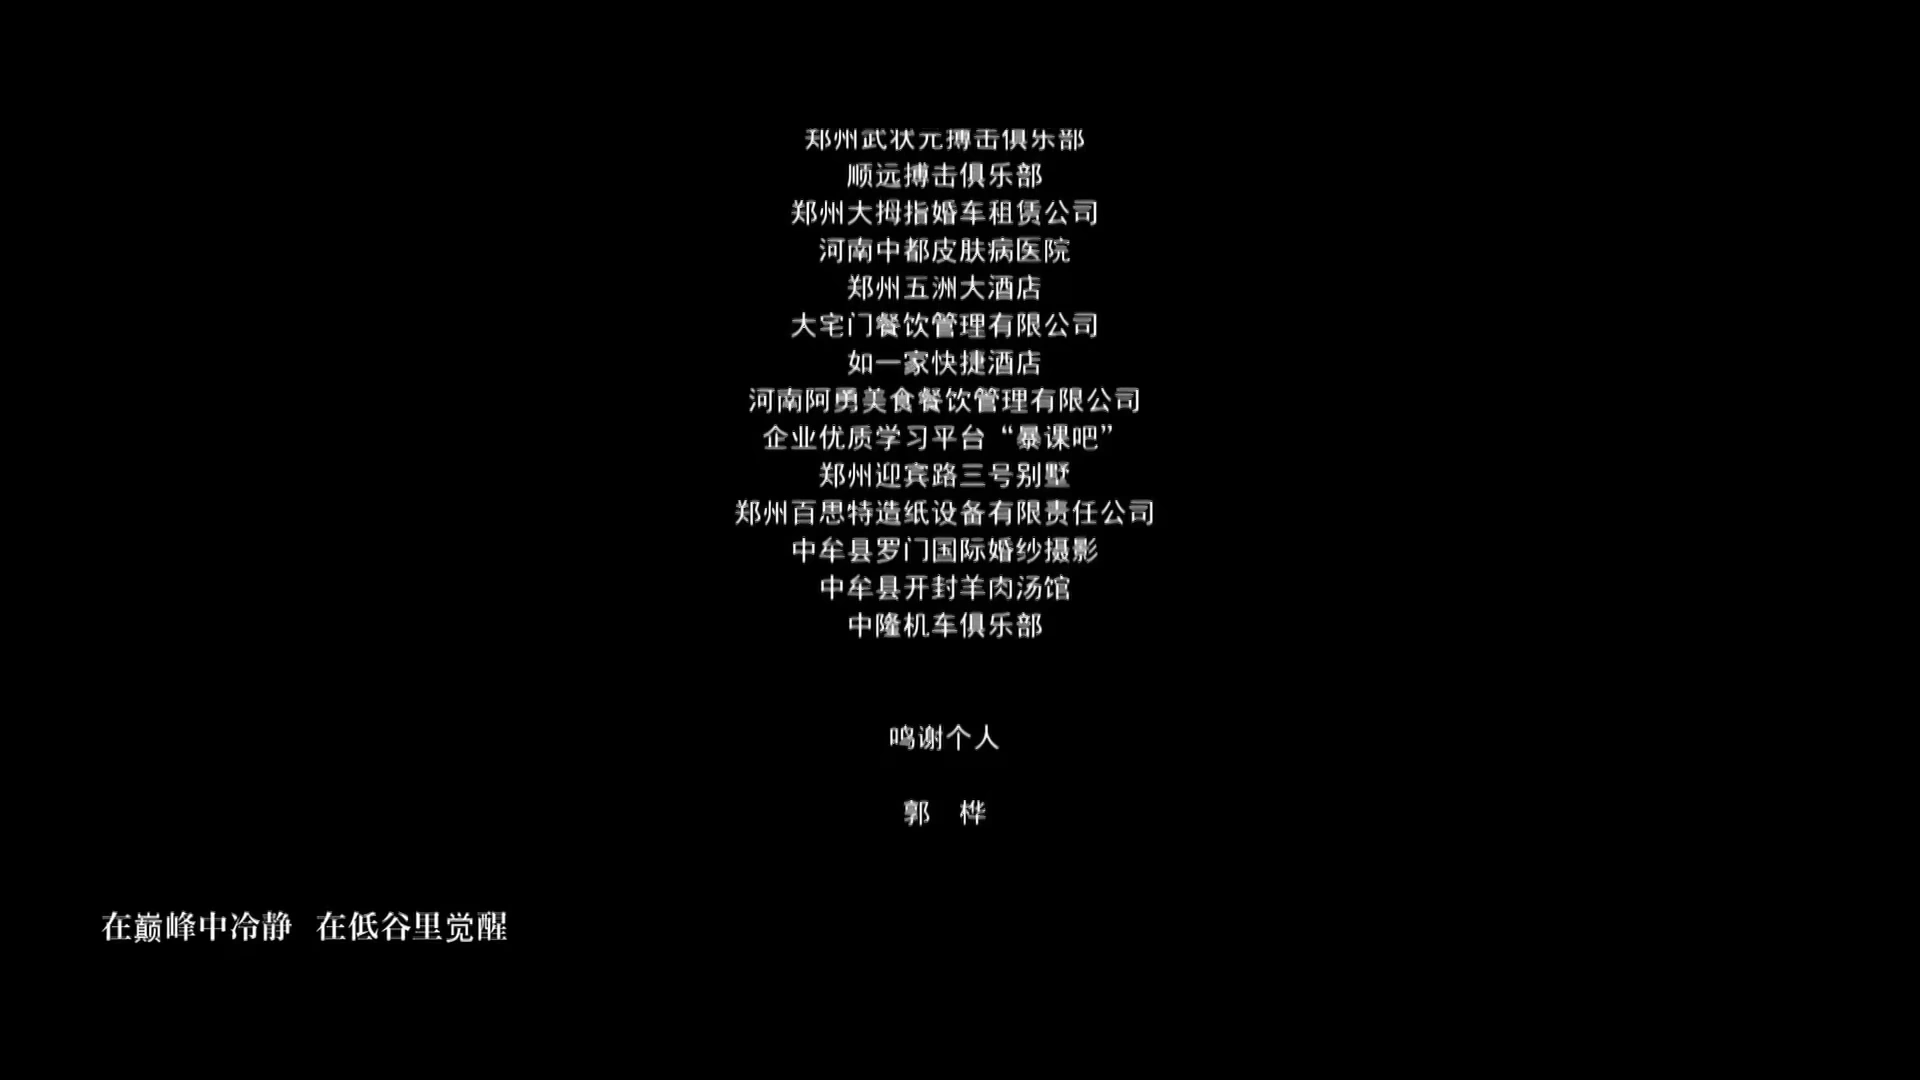 郑州武状元搏击俱乐部
顺远搏击俱乐部
郑州大拇指婚车租赁公司
河南中都皮肤病医院
郑州五洲大酒店
大宅门餐饮管理有限公司
如一家快捷酒店
河南阿勇美食餐饮管理有限公司
企业优质学习平台“暴课吧”
郑州迎宾路三号别墅
郑州百思特造纸设备有限责任公司
中牟县罗门国际婚纱摄影
中牟县开封羊肉汤馆
中隆机车俱乐部
鸣谢个人
郭　桦
在巅峰中冷静 在低谷里觉醒